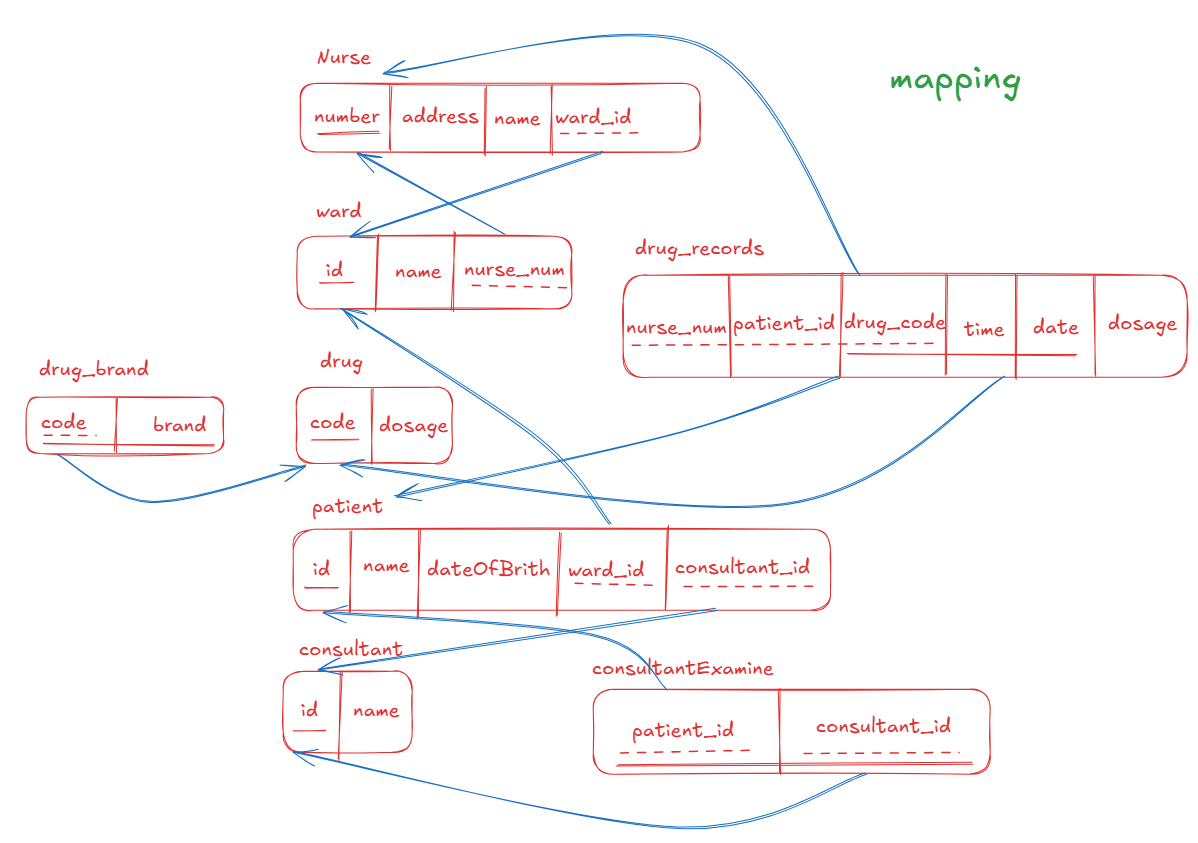 Nurse
mapping
number address name ward_id
ward
id name nurse_num
drug_records
nurse_num patient_id drug_code time date dosage
drug_brand
code brand
drug
code dosage
patient
id name dateOfBrith ward_id consultant_id
consultant
id name
consultantExamine
patient_id consultant_id